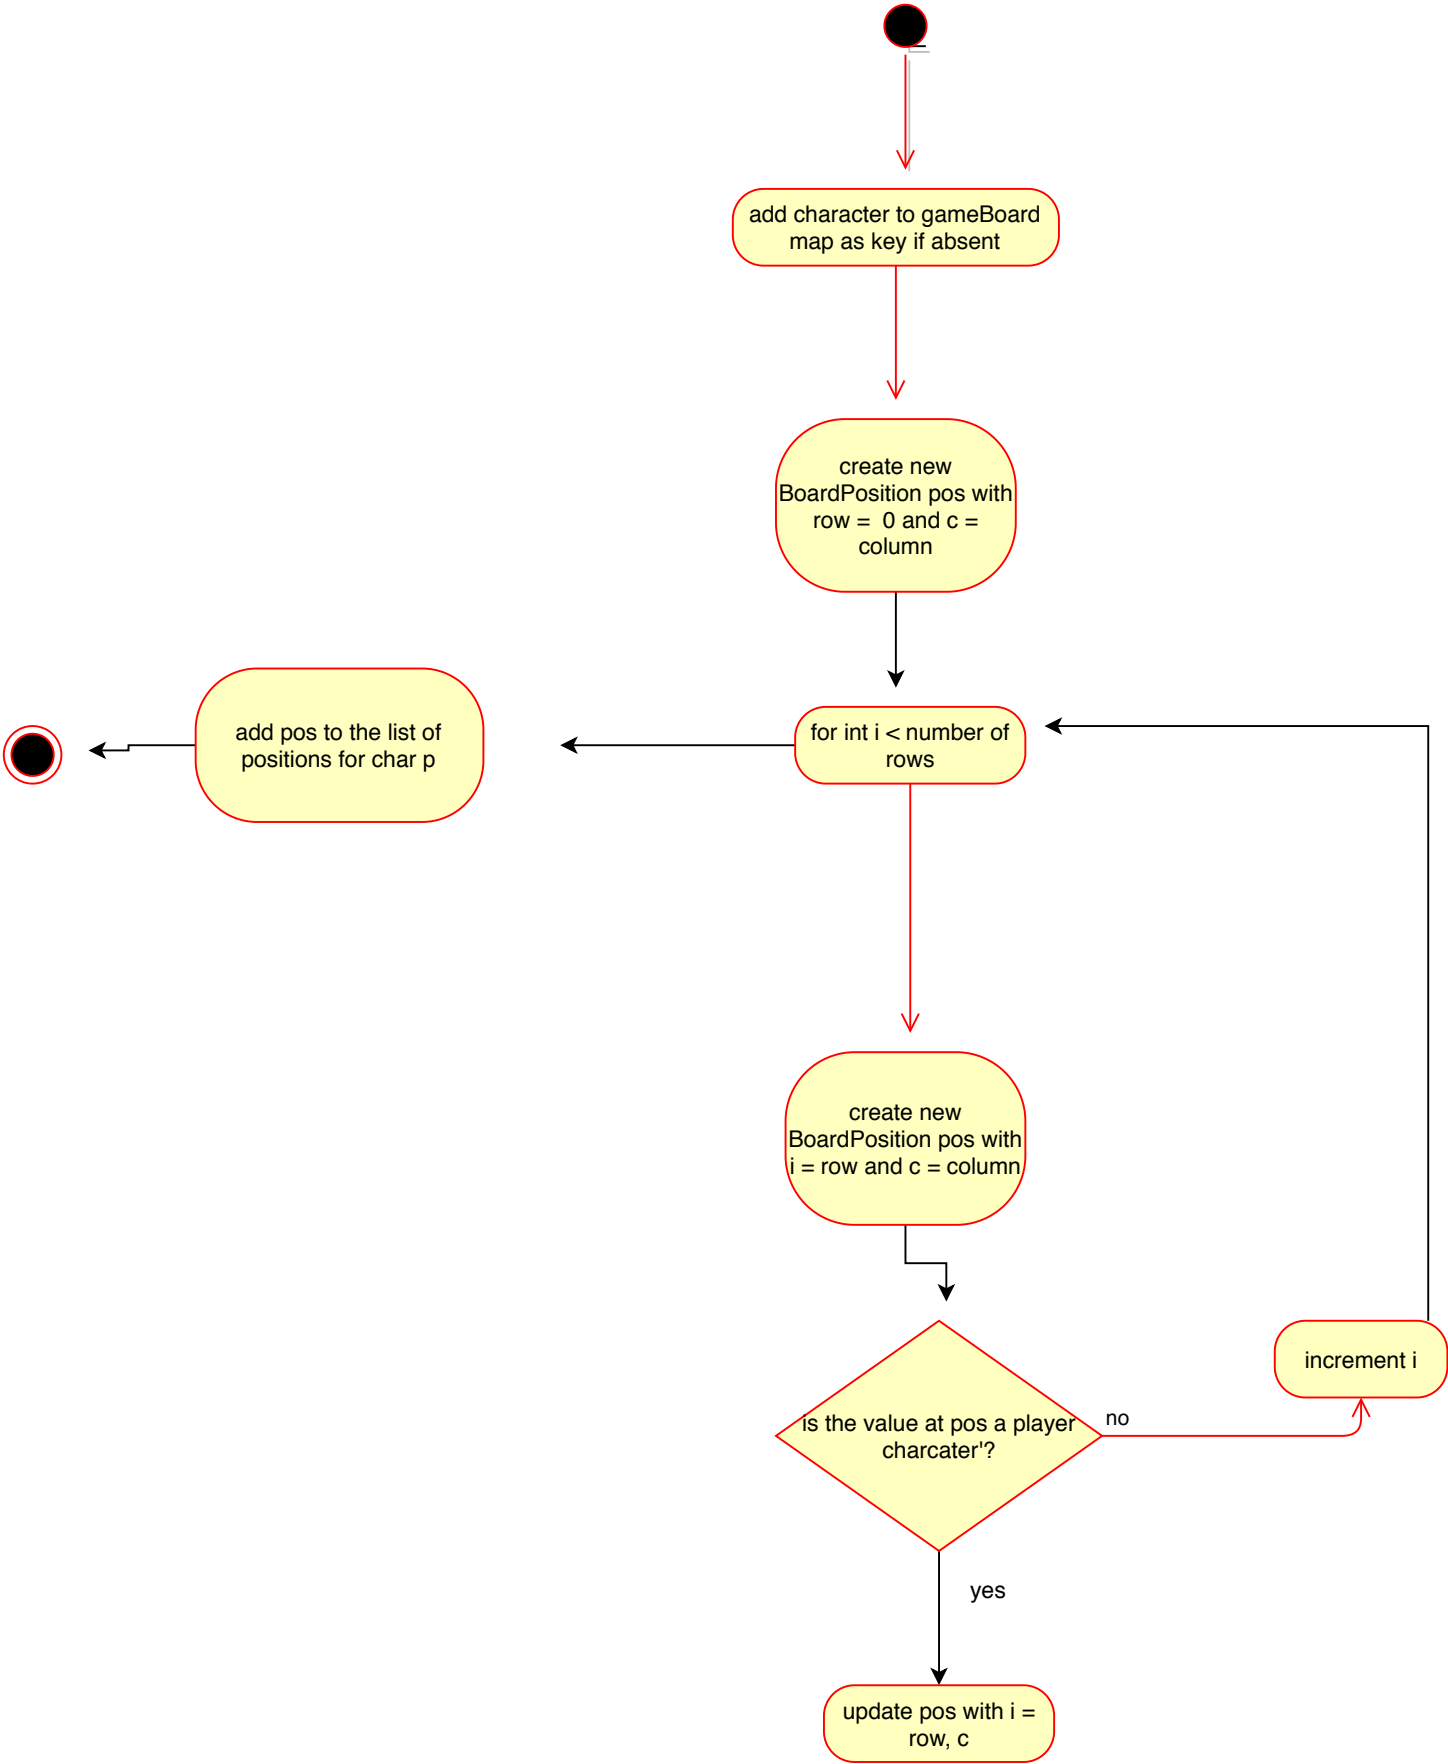 add character to gameBoard
map as key if absent
create new
BoardPosition pos with
row =  0 and c =
column
add pos to the list of
positions for char p
for int i < number of
rows
create new
BoardPosition pos with
i = row and c = column
increment i
is the value at pos a player
charcater'?
no
yes
update pos with i =
row, c